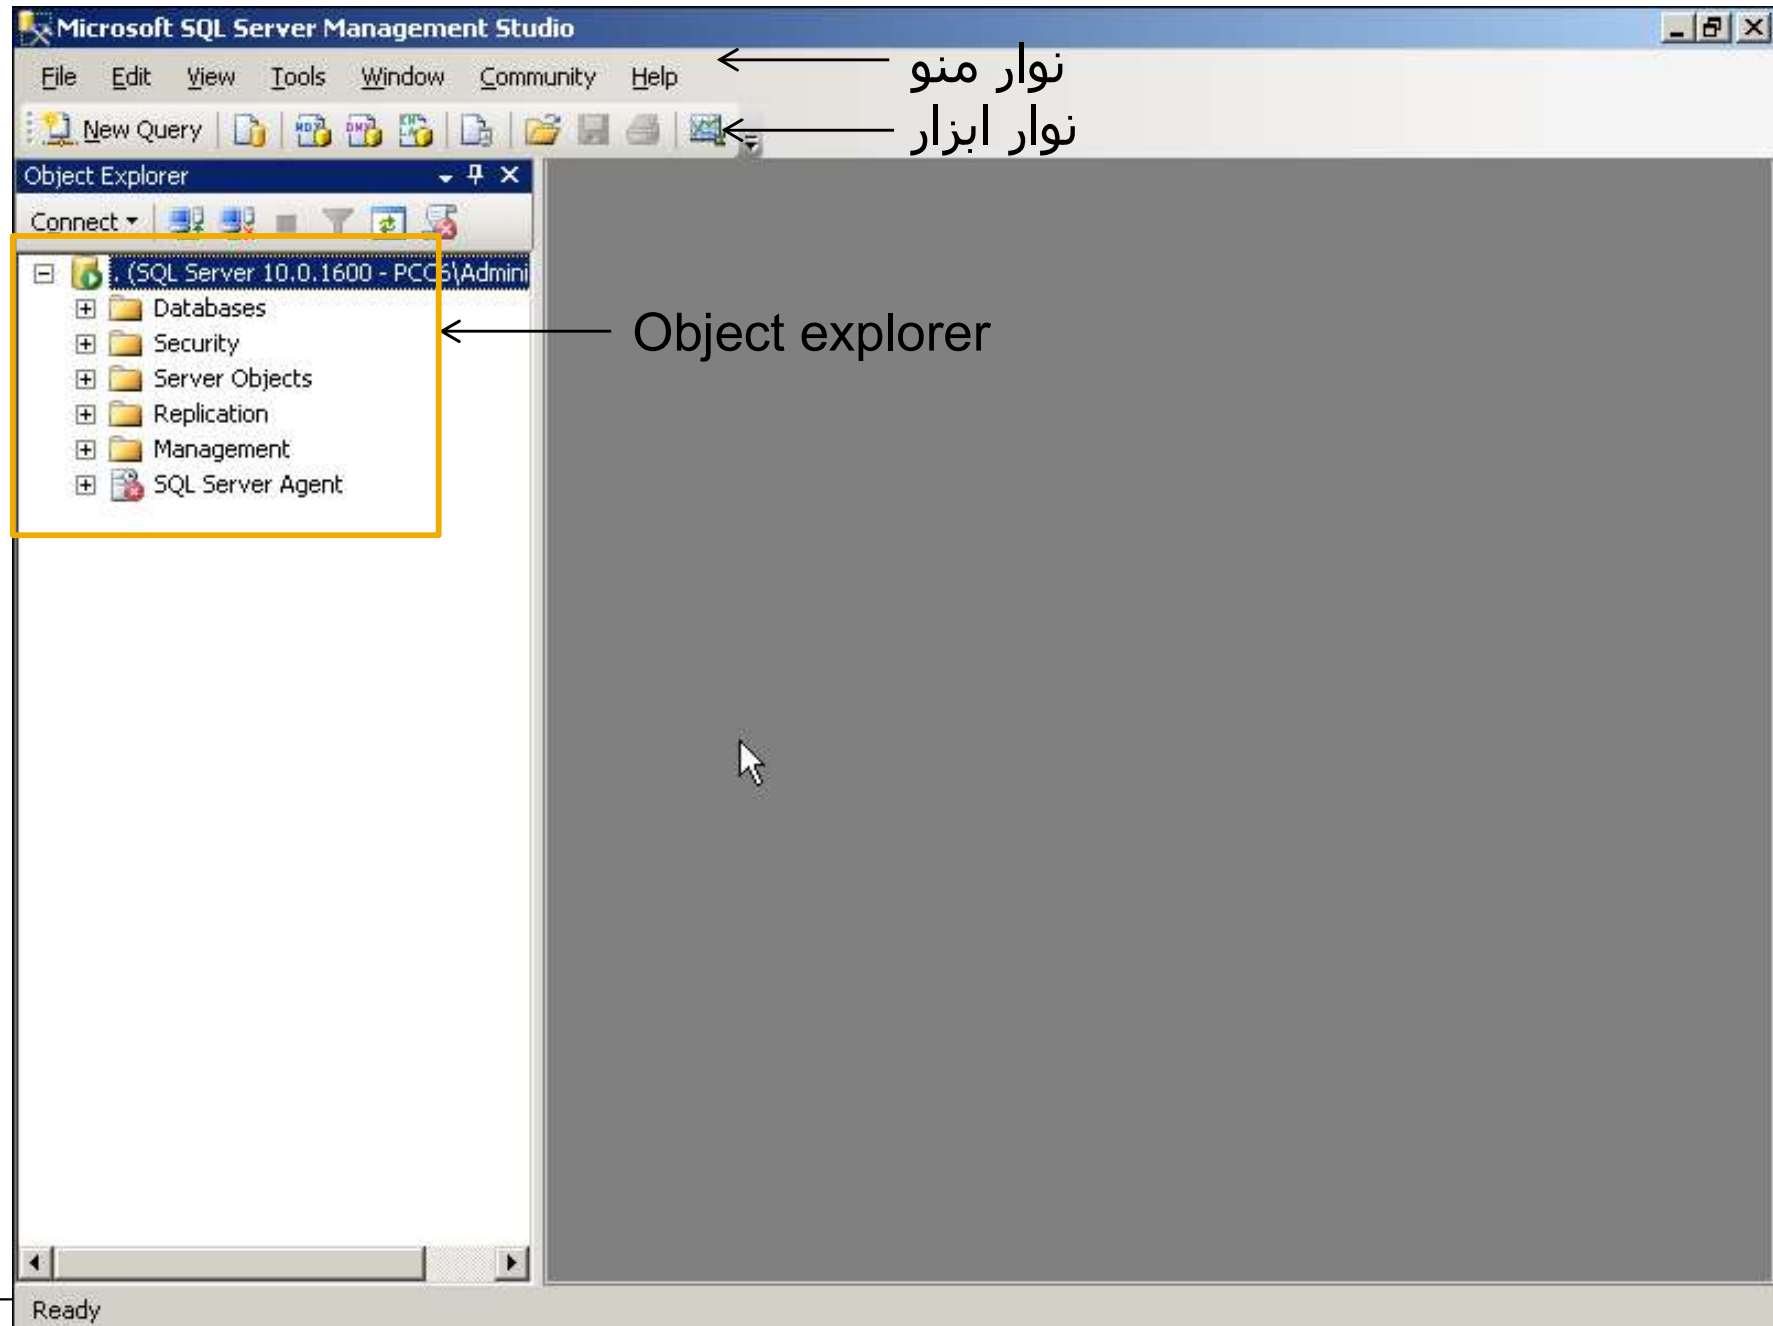 Microsoft SQL Server Management Studio
File Edit View Tools Window Community Help
نوار منو
New Query
نوار ابزار
Object Explorer
Connect
. (SQL Server 10.0.1600 - PCC6\Admini
Databases
Security
Server Objects
Replication
Management
SQL Server Agent
Object explorer
Ready